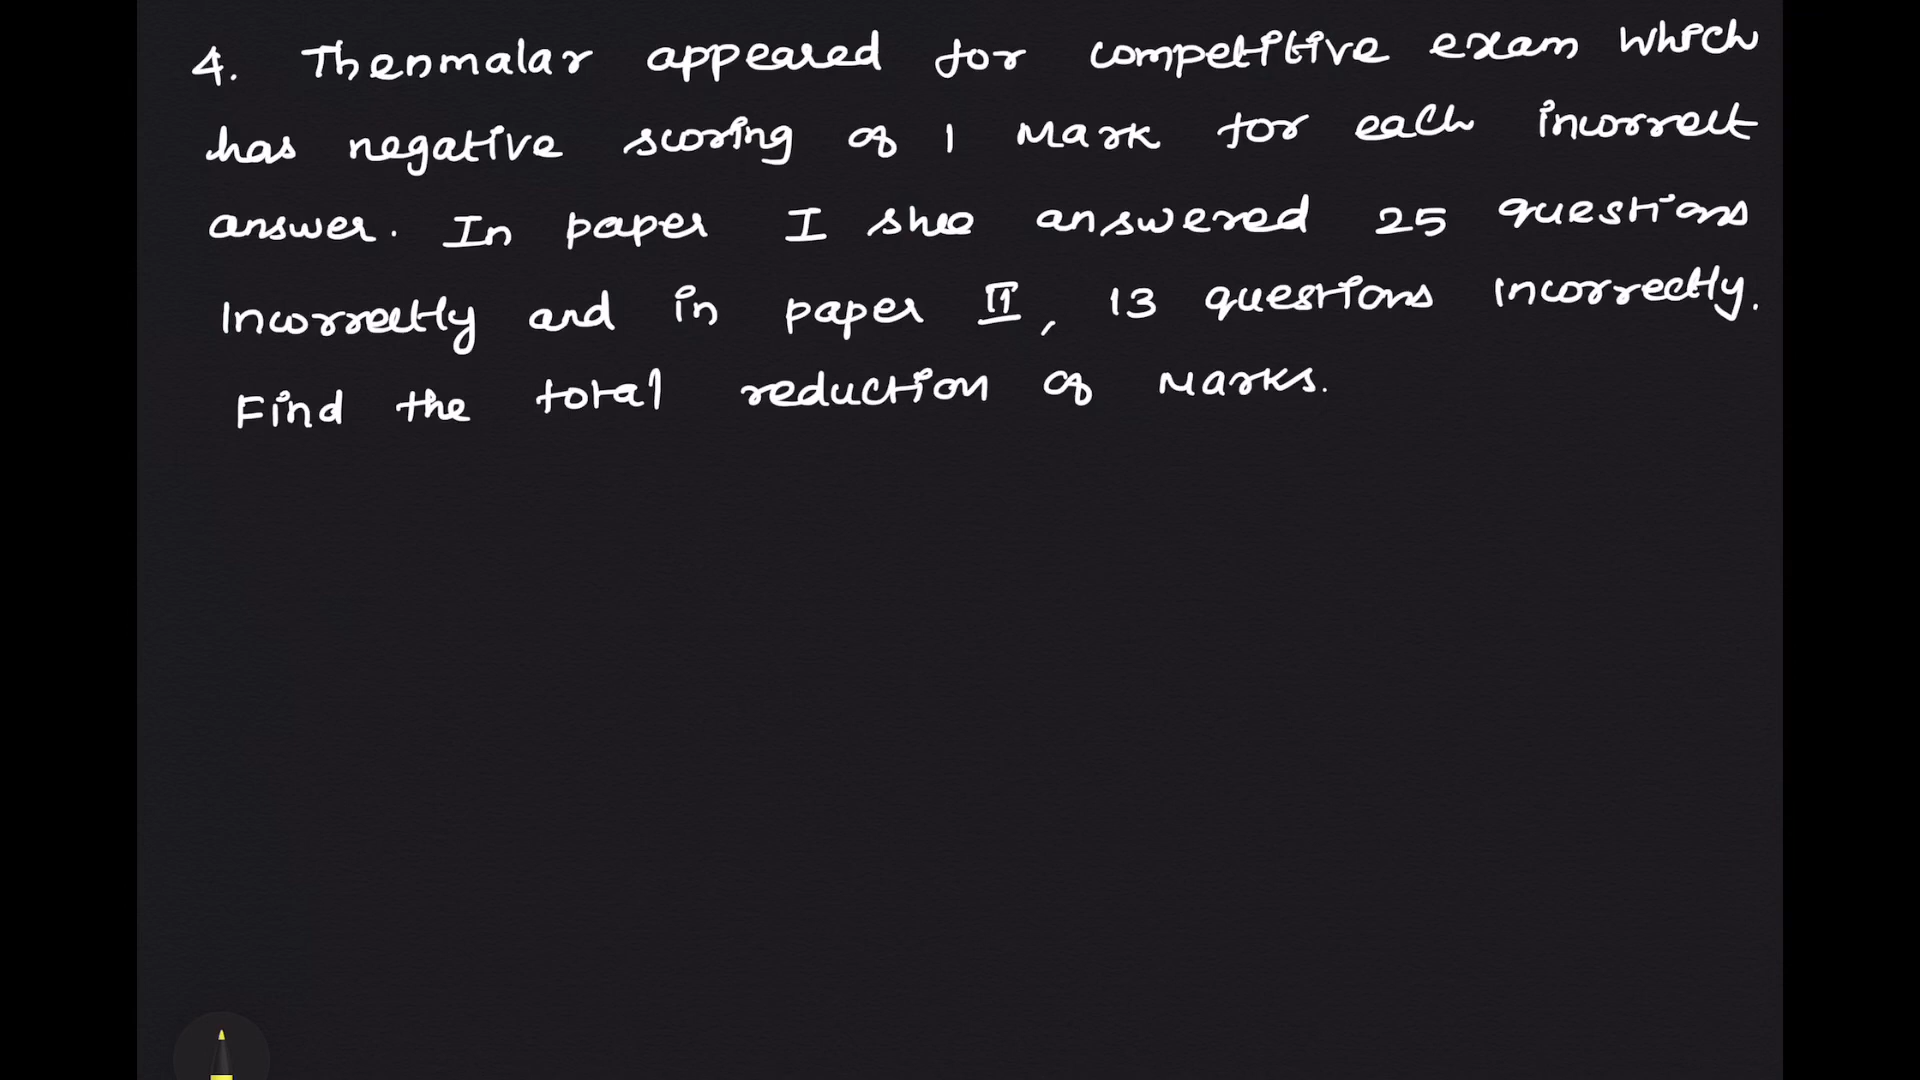 4. Thenmalar appeared for competitive exam which
has negative scoring of 1 Mark for each incorrect
answer. In paper I she answered 25 questions
Incorrectly and in paper II, 13 questions incorrectly.
Find the total reduction of Marks.